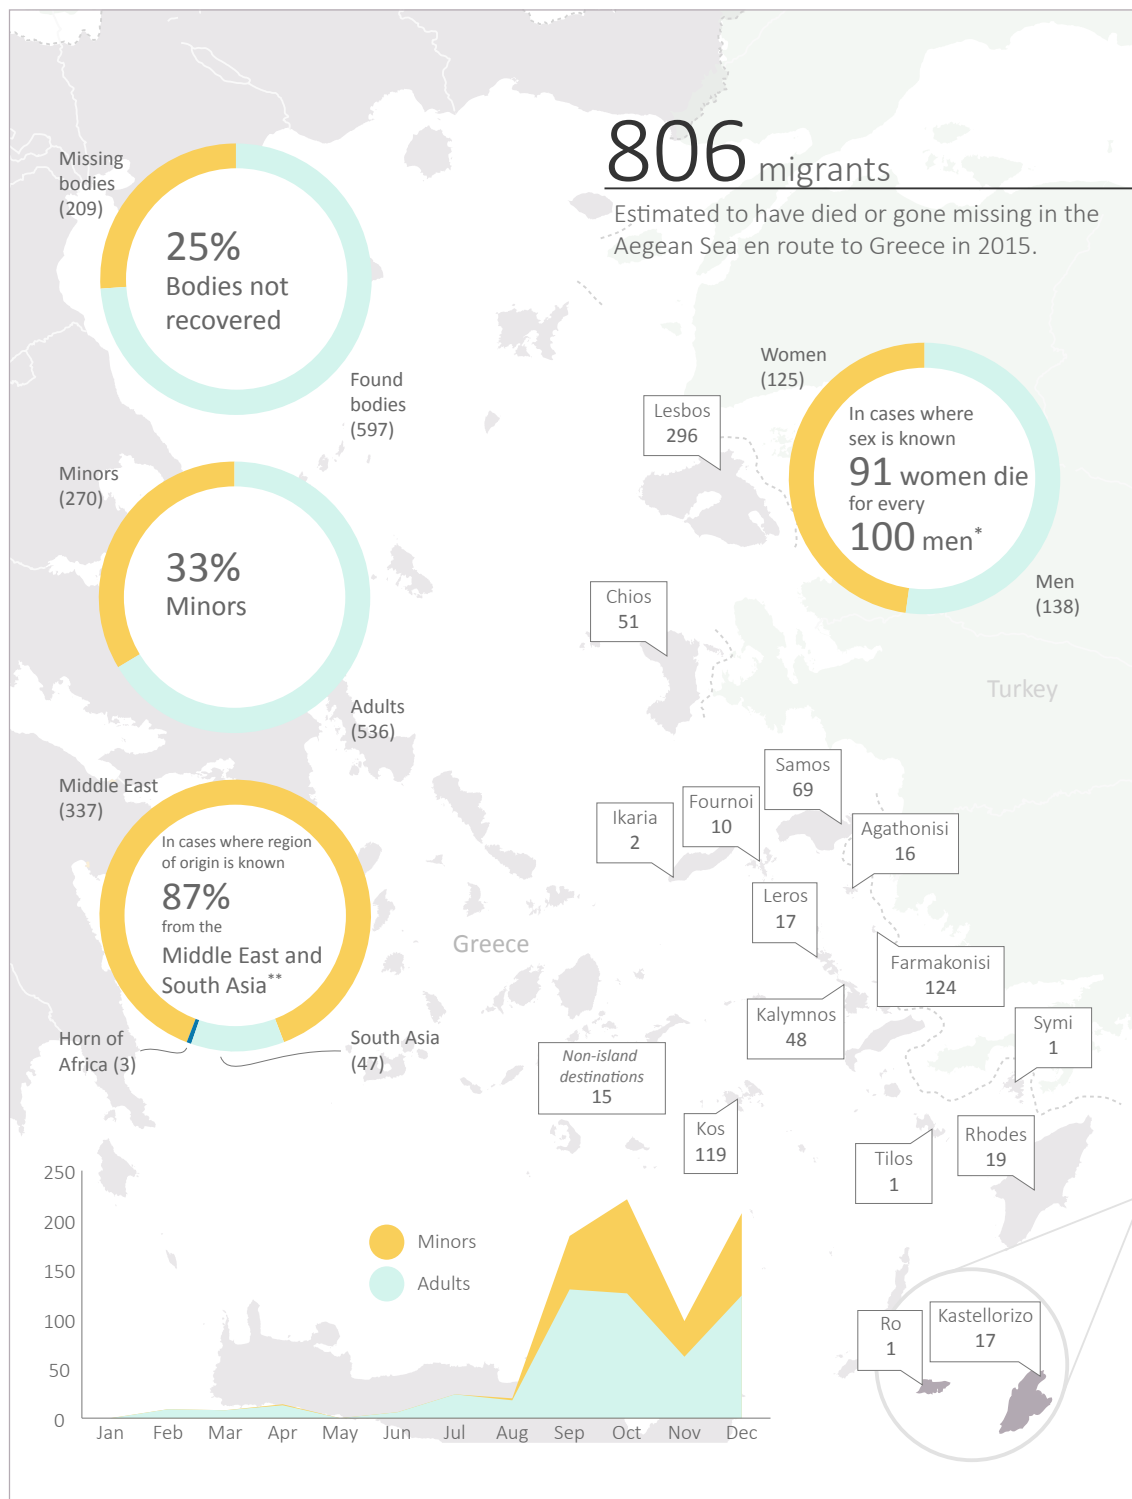 806 migrants
Estimated to have died or gone missing in the
Aegean Sea en route to Greece in 2015.
Missing
bodies
(209)
25%
Bodies not
recovered
Found
bodies
(597)
Women
(125)
In cases where
sex is known
91 women die
for every
100 men*
Men
(138)
Minors
(270)
33%
Minors
Adults
(536)
Middle East
(337)
In cases where region
of origin is known
87%
from the
Middle East and
South Asia**
Horn of
Africa (3)
South Asia
(47)
Lesbos
296
Chios
51
Turkey
Samos
69
Fournoi
10
Ikaria
2
Agathonisi
16
Leros
17
Greece
Farmakonisi
124
Kalymnos
48
Symi
1
Non-island
destinations
15
Kos
119
Tilos
1
Rhodes
19
Ro
1
Kastellorizo
17
250
200
150
100
50
0
Minors
Adults
Jan Feb Mar Apr May Jun Jul Aug Sep Oct Nov Dec